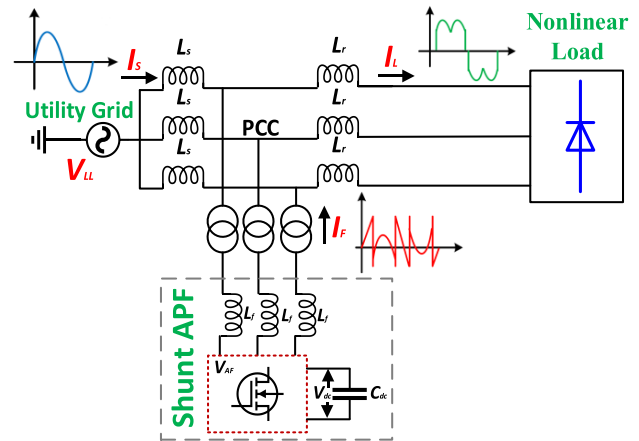 Nonlinear
Load
L_s
L_r
I_S
I_L
Utility Grid
L_s
L_r
PCC
V_LL
L_s
L_r
I_F
Shunt APF
L_f
L_f
L_f
V_AF
V_dc
C_dc